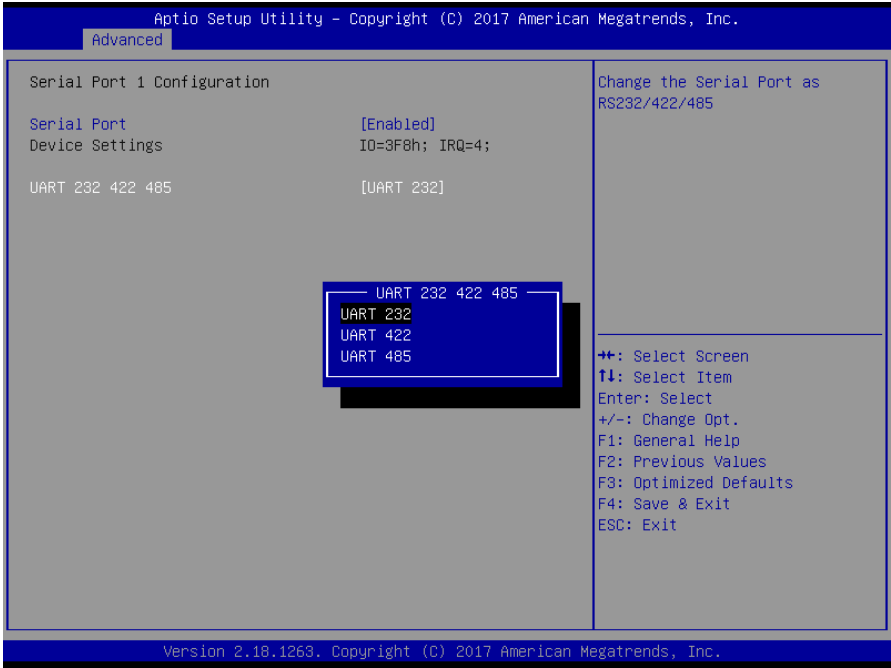 Aptio Setup Utility – Copyright (C) 2017 American Megatrends, Inc.
Advanced
Serial Port 1 Configuration
Serial Port [Enabled]
Device Settings IO=3F8h; IRQ=4;
UART 232 422 485 [UART 232]
UART 232 422 485
UART 232
UART 422
UART 485
Change the Serial Port as
RS232/422/485
→←: Select Screen
↑↓: Select Item
Enter: Select
+/-: Change Opt.
F1: General Help
F2: Previous Values
F3: Optimized Defaults
F4: Save & Exit
ESC: Exit
Version 2.18.1263. Copyright (C) 2017 American Megatrends, Inc.